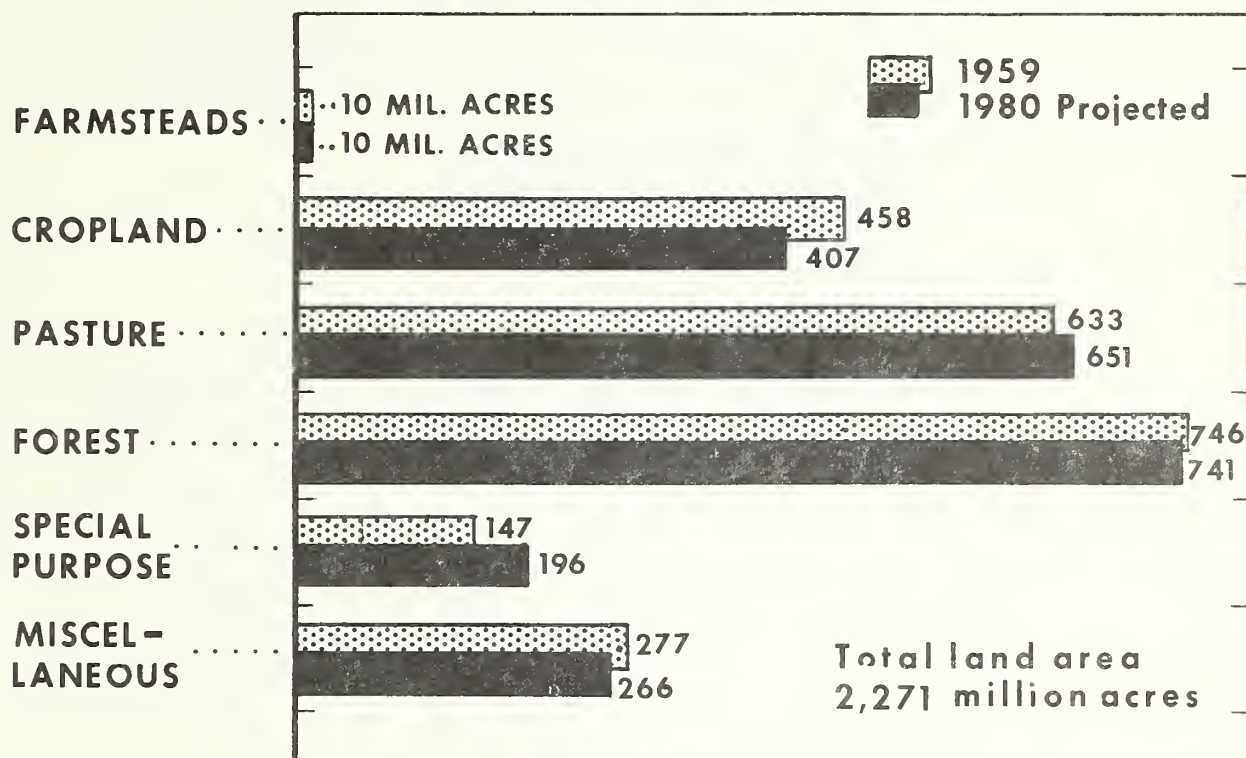 1959
1980 Projected
FARMSTEADS
10 MIL. ACRES
10 MIL. ACRES
CROPLAND
458
407
PASTURE
633
651
FOREST
746
741
SPECIAL
PURPOSE
147
196
MISCEL-
LANEOUS
277
266
Total land area
2,271 million acres